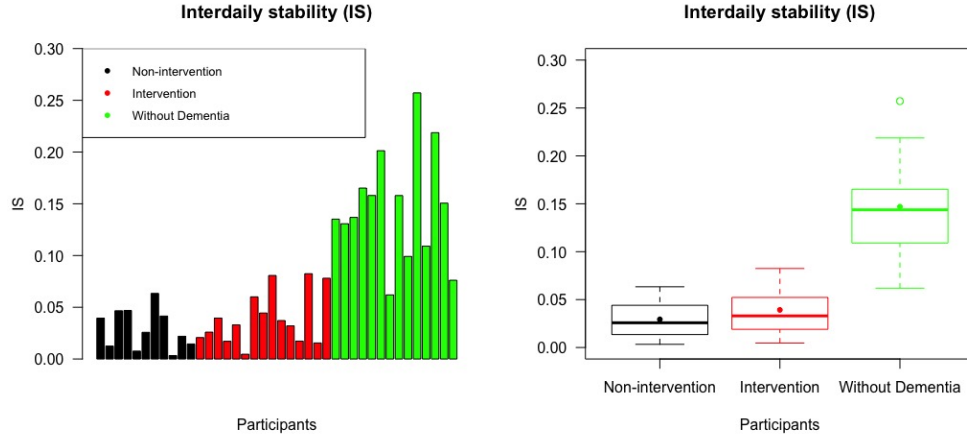 Interdaily stability (IS)
0.30
0.25
0.20
0.15
0.10
0.05
0.00
IS
Non-intervention
Intervention
Without Dementia
Participants
Interdaily stability (IS)
0.30
0.25
0.20
0.15
0.10
0.05
0.00
IS
Non-intervention Intervention Without Dementia
Participants